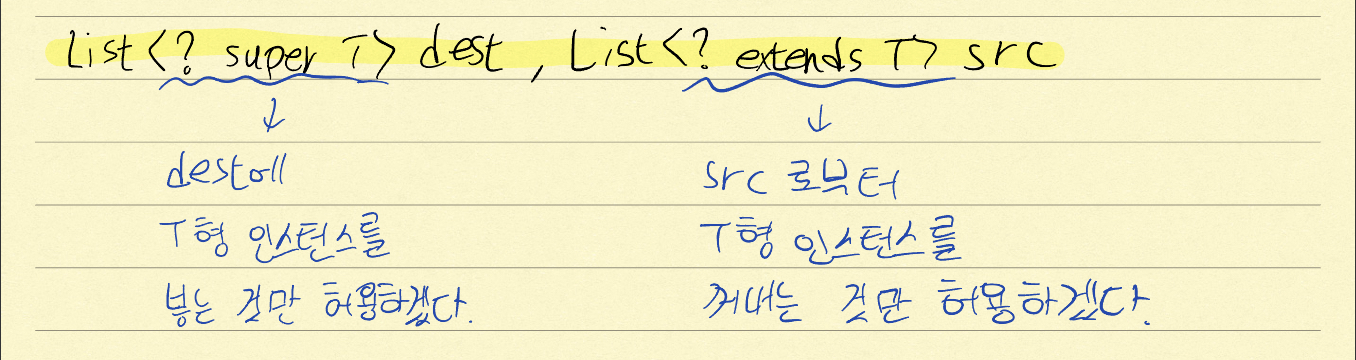 List<? super T> dest, List<? extends T> src
↓ ↓
dest에
T형 인스턴스를
넣는 것만 허용하겠다.
src 로부터
T형 인스턴스를
꺼내는 것만 허용하겠다.